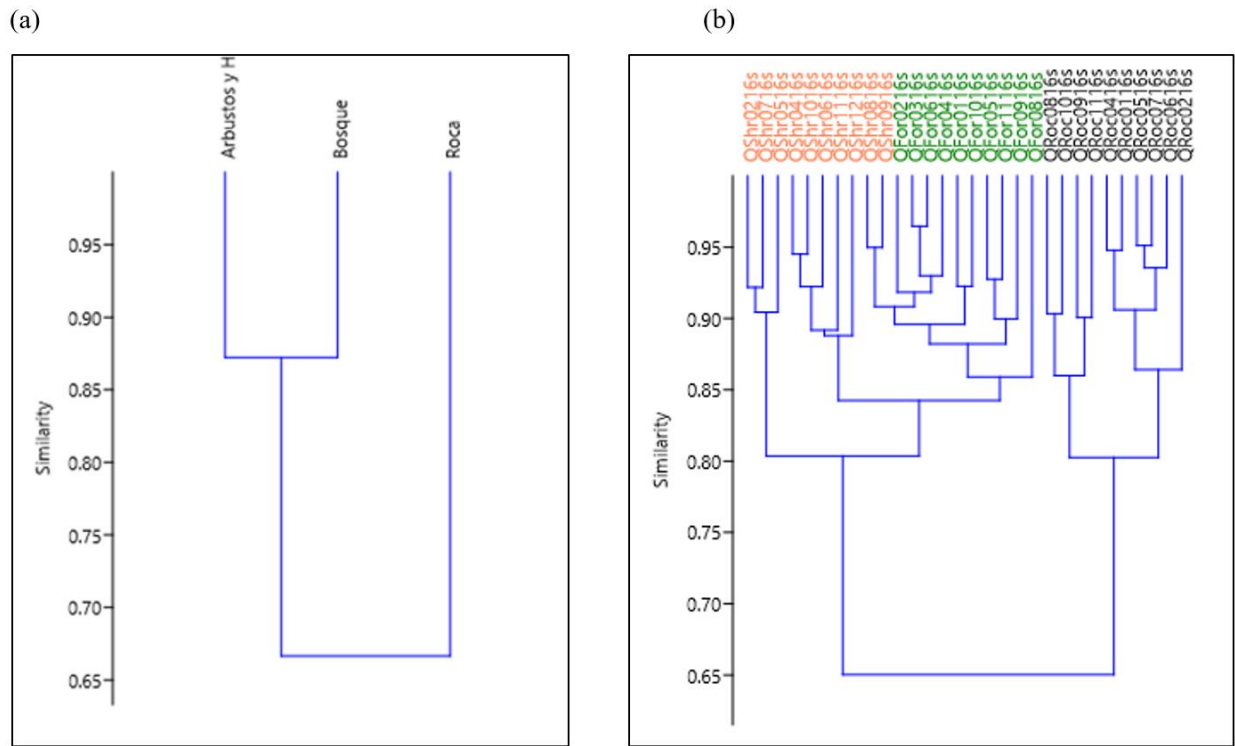 (a)
Arbustos y H
Bosque
Roca
0.95
0.90
0.85
0.80
0.75
0.70
0.65
Similarity
(b)
QShr0216s
QShr0716s
QShr0516s
QShr0416s
QShr1016s
QShr0616s
QShr1116s
QShr1216s
QShr0816s
QShr0916s
QFor0216s
QFor0316s
QFor0616s
QFor0416s
QFor0116s
QFor1016s
QFor0516s
QFor1116s
QFor0916s
QFor0816s
QRoc0816s
QRoc1016s
QRoc0916s
QRoc1116s
QRoc0416s
QRoc0116s
QRoc0516s
QRoc0716s
QRoc0616s
QRoc0216s
0.95
0.90
0.85
0.80
0.75
0.70
0.65
Similarity